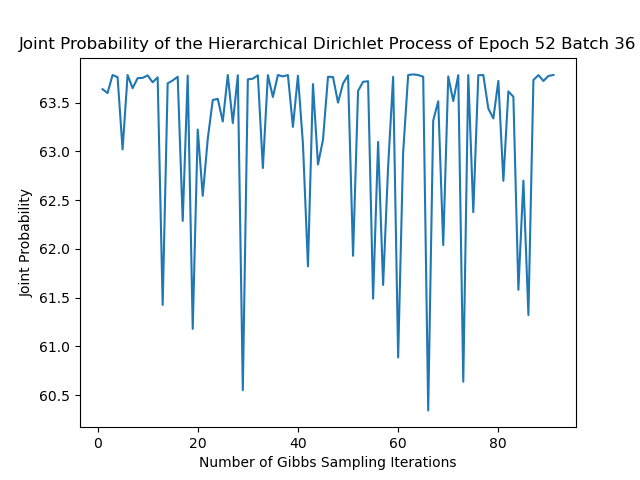 Joint Probability of the Hierarchical Dirichlet Process of Epoch 52 Batch 36
63.5
63.0
62.5
62.0
61.5
61.0
60.5
Joint Probability
0 20 40 60 80
Number of Gibbs Sampling Iterations